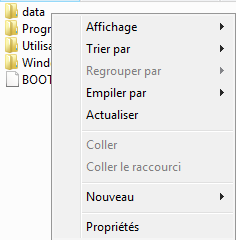 data
Progr
Utilisa
Wind
BOOT
Affichage
Trier par
Regrouper par
Empiler par
Actualiser
Coller
Coller le raccourci
Nouveau
Propriétés